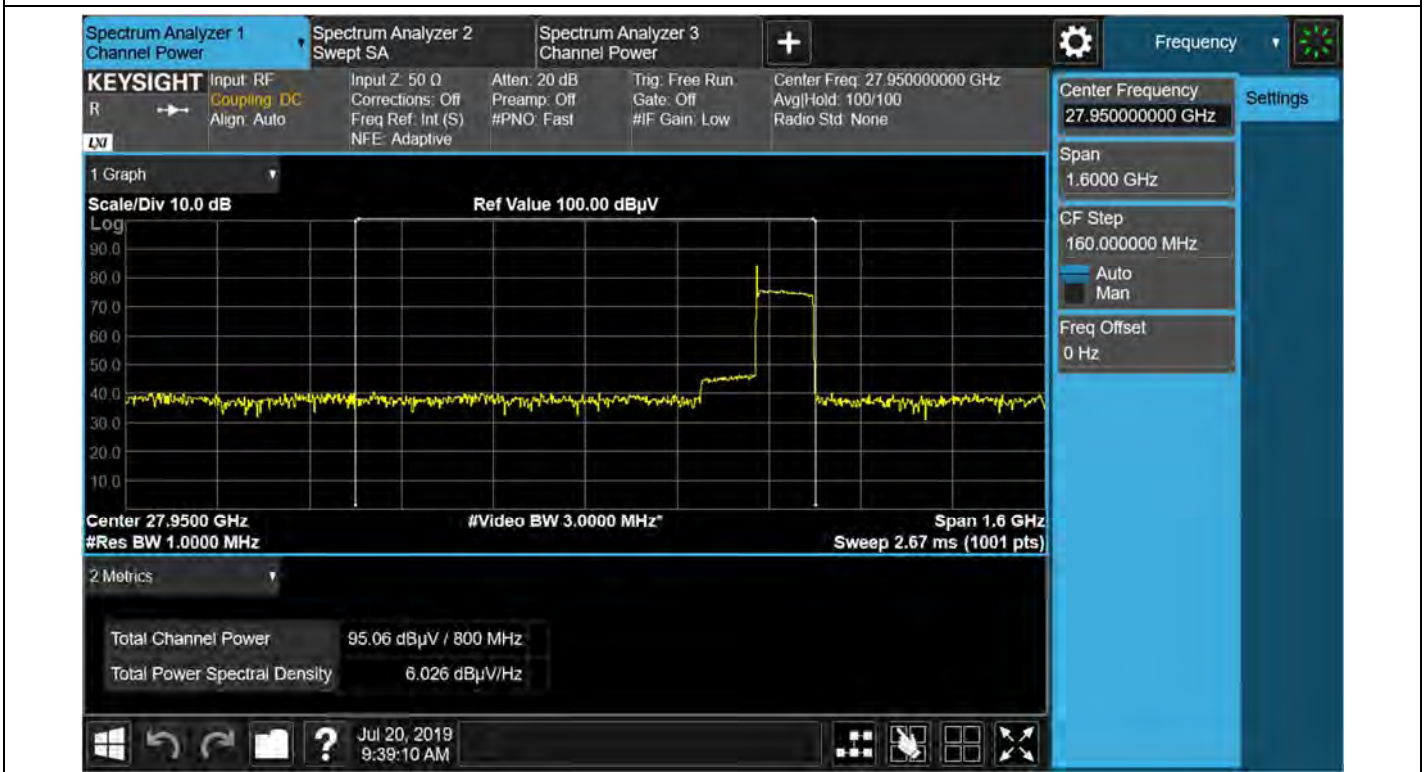 Spectrum Analyzer 1
Channel Power
Spectrum Analyzer 2
Swept SA
Spectrum Analyzer 3
Channel Power
+
Frequency
KEYSIGHT
R
LXI
Input: RF
Coupling: DC
Align: Auto
Input Z: 50 Ω
Corrections: Off
Freq Ref: Int (S)
NFE: Adaptive
Atten: 20 dB
Preamp: Off
#PNO: Fast
Trig: Free Run
Gate: Off
#IF Gain: Low
Center Freq: 27.950000000 GHz
Avg|Hold: 100/100
Radio Std: None
Center Frequency
27.950000000 GHz
Settings
Span
1.6000 GHz
CF Step
160.000000 MHz
Auto
Man
Freq Offset
0 Hz
1 Graph
Scale/Div 10.0 dB
Ref Value 100.00 dBµV
Log
90.0
80.0
70.0
60.0
50.0
40.0
30.0
20.0
10.0
Center 27.9500 GHz
#Video BW 3.0000 MHz*
Span 1.6 GHz
#Res BW 1.0000 MHz
Sweep 2.67 ms (1001 pts)
2 Metrics
Total Channel Power
95.06 dBµV / 800 MHz
Total Power Spectral Density
6.026 dBµV/Hz
?
Jul 20, 2019
9:39:10 AM